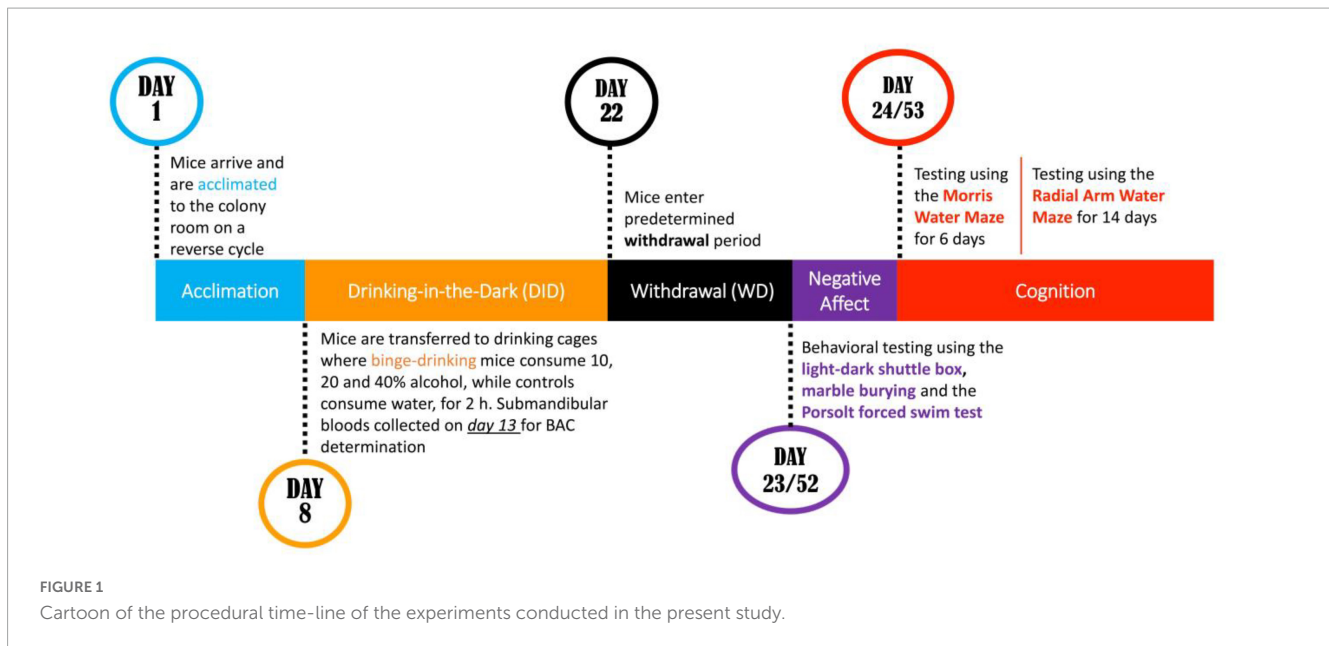 DAY
1
DAY
22
DAY
24/53
Mice arrive and
are acclimated
to the colony
room on a
reverse cycle
Mice enter
predetermined
withdrawal period
Testing using
the Morris
Water Maze
for 6 days
Testing using the
Radial Arm Water
Maze for 14 days
Acclimation
Drinking-in-the-Dark (DID)
Withdrawal (WD)
Negative
Affect
Cognition
Mice are transferred to drinking cages
where binge-drinking mice consume 10,
20 and 40% alcohol, while controls
consume water, for 2 h. Submandibular
bloods collected on day 13 for BAC
determination
Behavioral testing using the
light-dark shuttle box,
marble burying and the
Porsolt forced swim test
DAY
8
DAY
23/52
FIGURE 1
Cartoon of the procedural time-line of the experiments conducted in the present study.